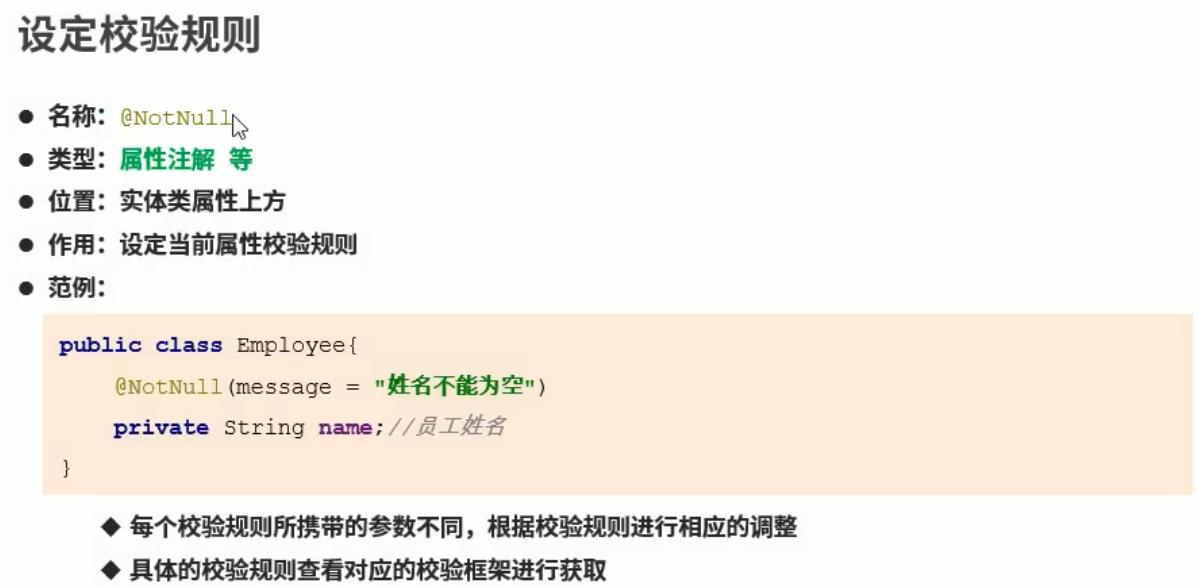 设定校验规则
● 名称：@NotNull
● 类型：属性注解 等
● 位置：实体类属性上方
● 作用：设定当前属性校验规则
● 范例：
public class Employee{
    @NotNull(message = "姓名不能为空")
    private String name;//员工姓名
}
◆ 每个校验规则所携带的参数不同，根据校验规则进行相应的调整
◆ 具体的校验规则查看对应的校验框架进行获取